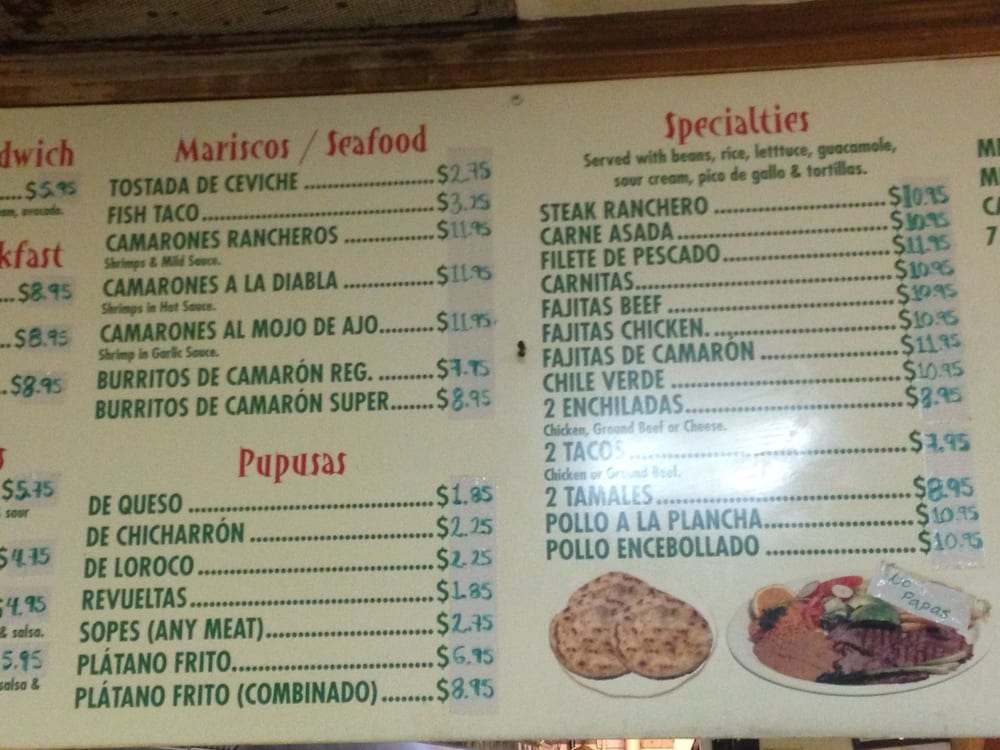 dwich
....$5.95
am, avocado.
kfast
...$8.95
..$8.95
.$8.95
s
$5.75
sour
$4.75
$4.95
& salsa.
5.95
salsa &
Mariscos / Seafood
TOSTADA DE CEVICHE ........................$2.75
FISH TACO...........................................$3.25
CAMARONES RANCHEROS .................$11.95
Shrimps & Mild Sauce.
CAMARONES A LA DIABLA .................$11.95
Shrimps in Hot Sauce.
CAMARONES AL MOJO DE AJO..........$11.95
Shrimp in Garlic Sauce.
BURRITOS DE CAMARÓN REG. ...........$7.95
BURRITOS DE CAMARÓN SUPER.......$8.95
Pupusas
DE QUESO ..........................................$1.85
DE CHICHARRÓN ................................$2.25
DE LOROCO ........................................$2.25
REVUELTAS..........................................$1.85
SOPES (ANY MEAT)..............................$2.75
PLÁTANO FRITO...................................$6.95
PLÁTANO FRITO (COMBINADO) ........$8.95
Specialties
Served with beans, rice, letttuce, guacamole,
sour cream, pico de gallo & tortillas.
STEAK RANCHERO ..............................$10.95
CARNE ASADA.....................................$10.95
FILETE DE PESCADO............................$11.95
CARNITAS.............................................$10.95
FAJITAS BEEF ......................................$10.95
FAJITAS CHICKEN. ...............................$10.95
FAJITAS DE CAMARÓN .......................$11.95
CHILE VERDE .......................................$10.95
2 ENCHILADAS.....................................$8.95
Chicken, Ground Beef or Cheese.
2 TACOS................................................$7.95
Chicken or Ground Beef.
2 TAMALES...........................................$8.95
POLLO A LA PLANCHA.........................$10.95
POLLO ENCEBOLLADO ........................$10.95
No
Papas
M
M
CA
7